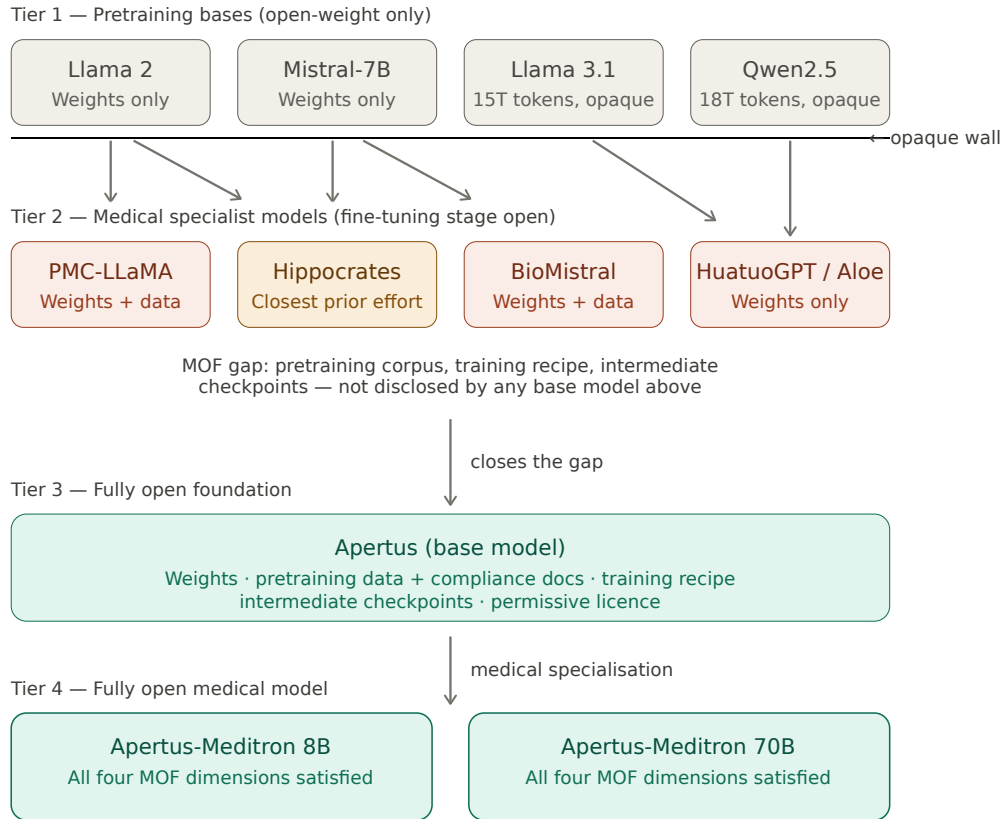 Tier 1 — Pretraining bases (open-weight only)
Llama 2
Weights only
Mistral-7B
Weights only
Llama 3.1
15T tokens, opaque
Qwen2.5
18T tokens, opaque
← opaque wall
Tier 2 — Medical specialist models (fine-tuning stage open)
PMC-LLaMA
Weights + data
Hippocrates
Closest prior effort
BioMistral
Weights + data
HuatuoGPT / Aloe
Weights only
MOF gap: pretraining corpus, training recipe, intermediate
checkpoints — not disclosed by any base model above
closes the gap
Tier 3 — Fully open foundation
Apertus (base model)
Weights · pretraining data + compliance docs · training recipe
intermediate checkpoints · permissive licence
medical specialisation
Tier 4 — Fully open medical model
Apertus-Meditron 8B
All four MOF dimensions satisfied
Apertus-Meditron 70B
All four MOF dimensions satisfied